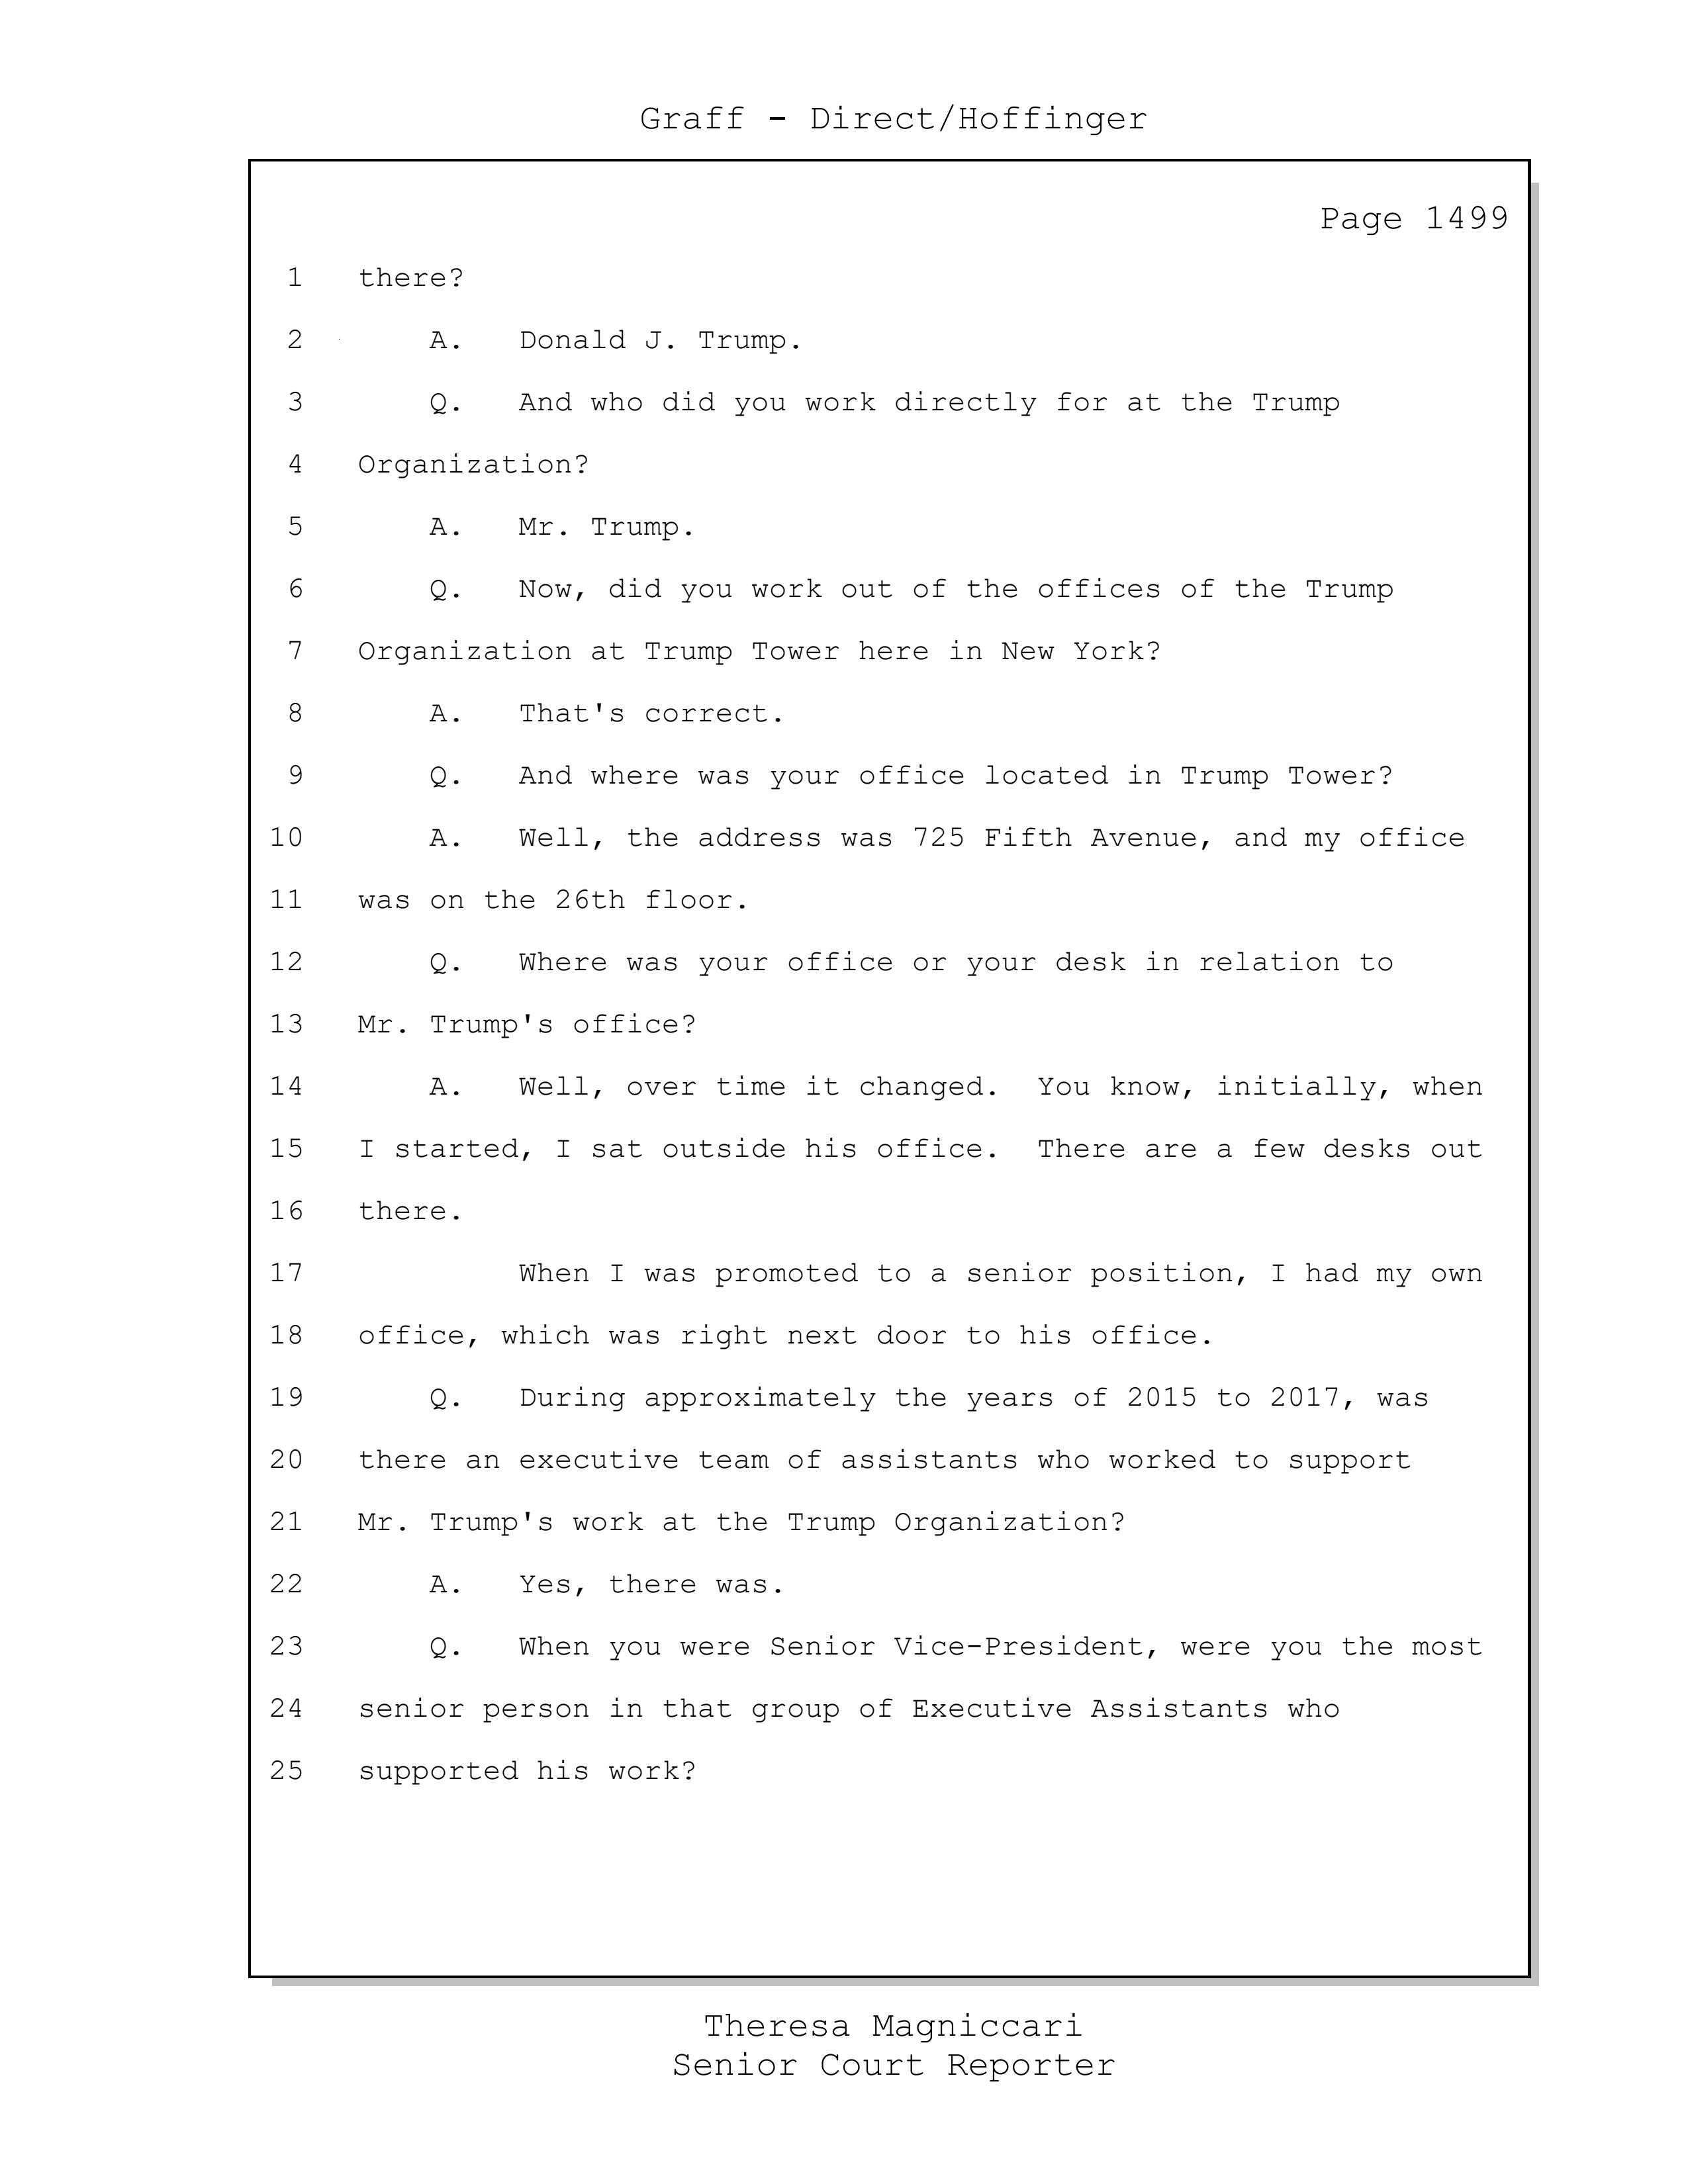 Graff - Direct/Hoffinger
Page 1499
1 there?
2 A. Donald J. Trump.
3 Q. And who did you work directly for at the Trump
4 Organization?
5 A. Mr. Trump.
6 Q. Now, did you work out of the offices of the Trump
7 Organization at Trump Tower here in New York?
8 A. That's correct.
9 Q. And where was your office located in Trump Tower?
10 A. Well, the address was 725 Fifth Avenue, and my office
11 was on the 26th floor.
12 Q. Where was your office or your desk in relation to
13 Mr. Trump's office?
14 A. Well, over time it changed. You know, initially, when
15 I started, I sat outside his office. There are a few desks out
16 there.
17 When I was promoted to a senior position, I had my own
18 office, which was right next door to his office.
19 Q. During approximately the years of 2015 to 2017, was
20 there an executive team of assistants who worked to support
21 Mr. Trump's work at the Trump Organization?
22 A. Yes, there was.
23 Q. When you were Senior Vice-President, were you the most
24 senior person in that group of Executive Assistants who
25 supported his work?
Theresa Magniccari
Senior Court Reporter